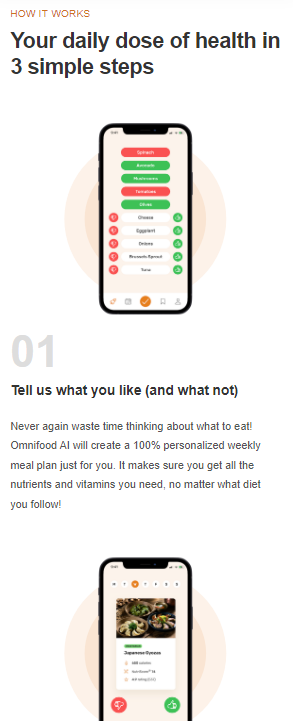 HOW IT WORKS
Your daily dose of health in
3 simple steps
Spinach
Avocado
Mushrooms
Tomatoes
Olives
Cheese
Eggplant
Onions
Brussels Sprout
Tuna
01
Tell us what you like (and what not)
Never again waste time thinking about what to eat!
Omnifood AI will create a 100% personalized weekly
meal plan just for you. It makes sure you get all the
nutrients and vitamins you need, no matter what diet
you follow!
M T W T F S S
Japanese Gyozas